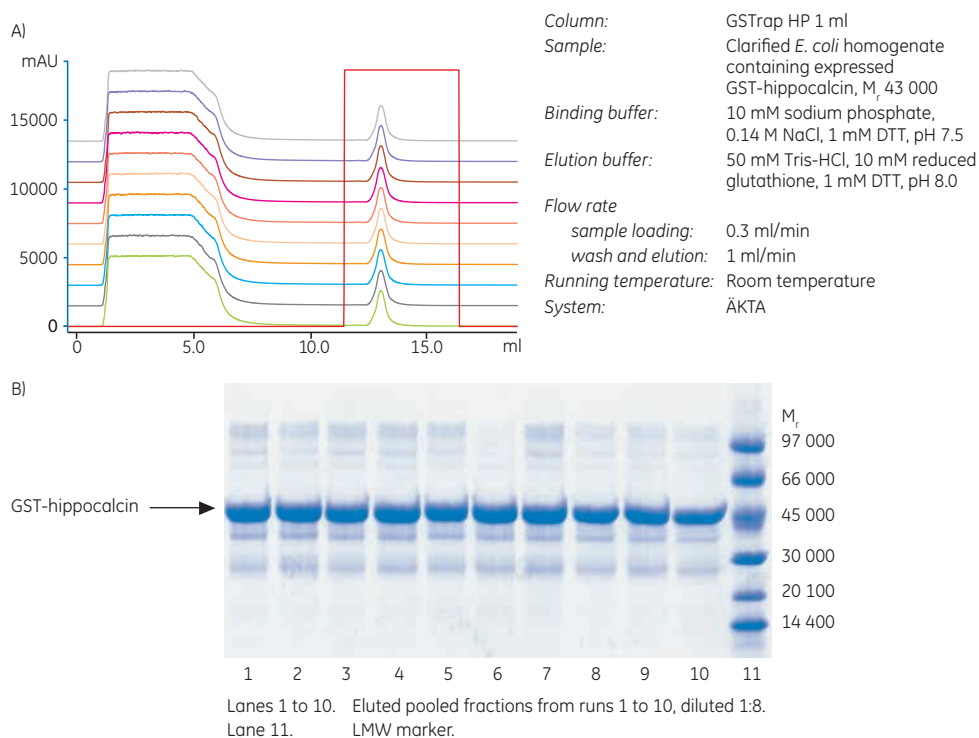 A)
mAU
15000
10000
5000
0
0 5.0 10.0 15.0 ml
Column: GSTrap HP 1 ml
Sample: Clarified E. coli homogenate
containing expressed
GST-hippocalcin, Mr 43 000
Binding buffer: 10 mM sodium phosphate,
0.14 M NaCl, 1 mM DTT, pH 7.5
Elution buffer: 50 mM Tris-HCl, 10 mM reduced
glutathione, 1 mM DTT, pH 8.0
Flow rate
sample loading: 0.3 ml/min
wash and elution: 1 ml/min
Running temperature: Room temperature
System: ÄKTA
B)
Mr
97 000
66 000
GST-hippocalcin
45 000
30 000
20 100
14 400
1 2 3 4 5 6 7 8 9 10 11
Lanes 1 to 10. Eluted pooled fractions from runs 1 to 10, diluted 1:8.
Lane 11. LMW marker.